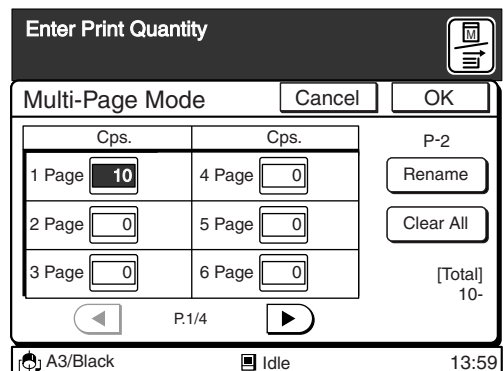 Enter Print Quantity
M
Multi-Page Mode Cancel OK
Cps. Cps. P-2
1 Page 10 4 Page 0 Rename
2 Page 0 5 Page 0 Clear All
3 Page 0 6 Page 0 [Total]
10-
P.1/4
A3/Black Idle 13:59